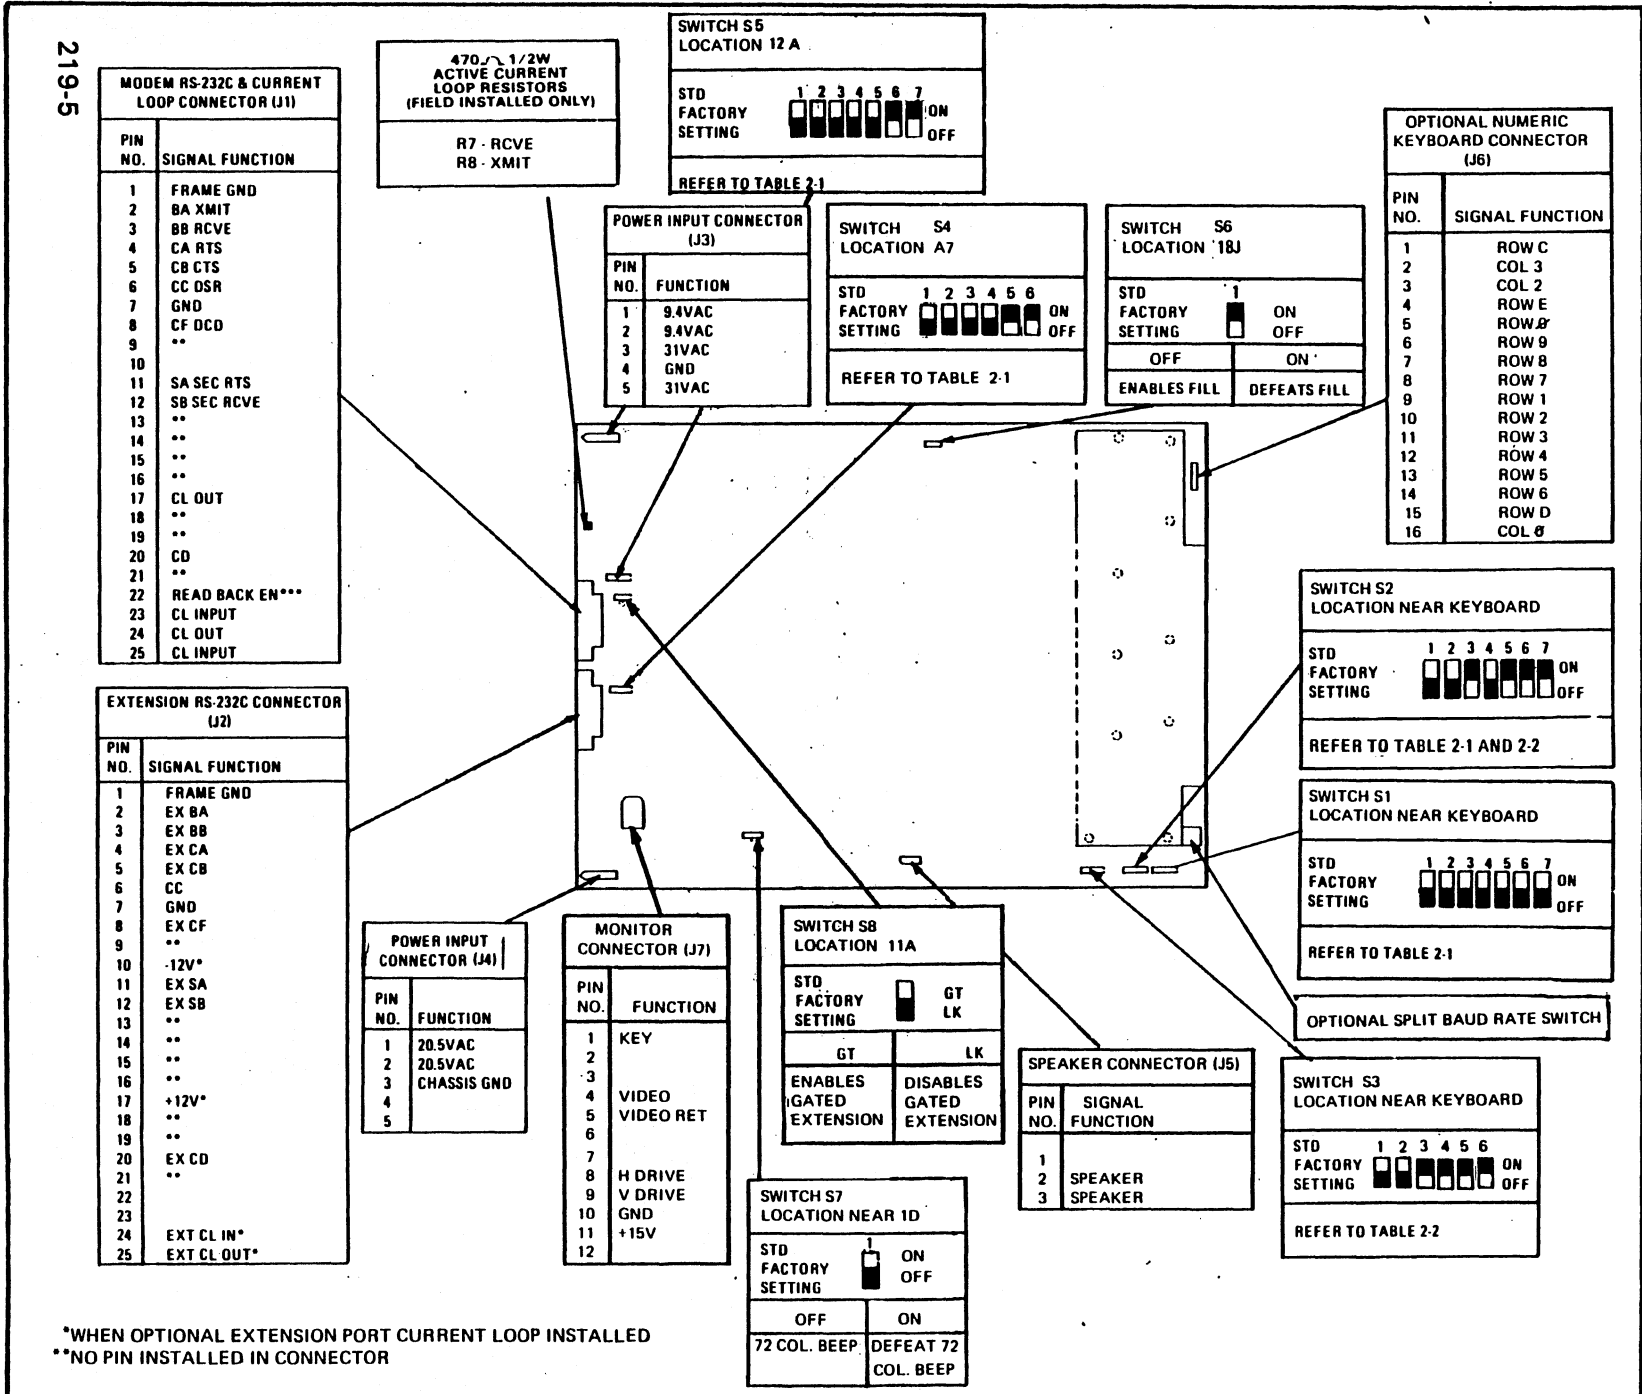 219-5
MODEM RS-232C & CURRENT
LOOP CONNECTOR (J1)
PIN
NO. SIGNAL FUNCTION
1 FRAME GND
2 BA XMIT
3 BB RCVE
4 CA RTS
5 CB CTS
6 CC DSR
7 GND
8 CF DCD
9 **
10
11 SA SEC RTS
12 SB SEC RCVE
13 **
14 **
15 **
16 **
17 CL OUT
18 **
19 **
20 CD
21 **
22 READ BACK EN***
23 CL INPUT
24 CL OUT
25 CL INPUT
EXTENSION RS-232C CONNECTOR
(J2)
PIN
NO. SIGNAL FUNCTION
1 FRAME GND
2 EX BA
3 EX BB
4 EX CA
5 EX CB
6 CC
7 GND
8 EX CF
9 **
10 -12V*
11 EX SA
12 EX SB
13 **
14 **
15 **
16 **
17 +12V*
18 **
19 **
20 EX CD
21 **
22
23
24 EXT CL IN*
25 EXT CL OUT*
470 1/2W
ACTIVE CURRENT
LOOP RESISTORS
(FIELD INSTALLED ONLY)
R7 - RCVE
R8 - XMIT
SWITCH S5
LOCATION 12 A
1 2 3 4 5 6 7
STD
FACTORY ON
SETTING OFF
REFER TO TABLE 2-1
POWER INPUT CONNECTOR
(J3)
PIN
NO. FUNCTION
1 9.4VAC
2 9.4VAC
3 31VAC
4 GND
5 31VAC
SWITCH S4
LOCATION A7
STD 1 2 3 4 5 6
FACTORY ON
SETTING OFF
REFER TO TABLE 2-1
SWITCH S6
LOCATION 18J
STD 1
FACTORY ON
SETTING OFF
OFF ON
ENABLES FILL DEFEATS FILL
OPTIONAL NUMERIC
KEYBOARD CONNECTOR
(J6)
PIN
NO. SIGNAL FUNCTION
1 ROW C
2 COL 3
3 COL 2
4 ROW E
5 ROW Ø
6 ROW 9
7 ROW 8
8 ROW 7
9 ROW 1
10 ROW 2
11 ROW 3
12 ROW 4
13 ROW 5
14 ROW 6
15 ROW D
16 COL Ø
SWITCH S2
LOCATION NEAR KEYBOARD
STD 1 2 3 4 5 6 7
FACTORY ON
SETTING OFF
REFER TO TABLE 2-1 AND 2-2
SWITCH S1
LOCATION NEAR KEYBOARD
STD 1 2 3 4 5 6 7
FACTORY ON
SETTING OFF
REFER TO TABLE 2-1
OPTIONAL SPLIT BAUD RATE SWITCH
POWER INPUT
CONNECTOR (J4)
PIN
NO. FUNCTION
1 20.5VAC
2 20.5VAC
3 CHASSIS GND
4
5
MONITOR
CONNECTOR (J7)
PIN
NO. FUNCTION
1 KEY
2
3
4 VIDEO
5 VIDEO RET
6
7
8 H DRIVE
9 V DRIVE
10 GND
11 +15V
12
SWITCH S8
LOCATION 11A
STD
FACTORY GT
SETTING LK
GT LK
ENABLES DISABLES
GATED GATED
EXTENSION EXTENSION
SPEAKER CONNECTOR (J5)
PIN SIGNAL
NO. FUNCTION
1
2 SPEAKER
3 SPEAKER
SWITCH S3
LOCATION NEAR KEYBOARD
STD 1 2 3 4 5 6
FACTORY ON
SETTING OFF
REFER TO TABLE 2-2
SWITCH S7
LOCATION NEAR 1D
STD 1 ON
FACTORY OFF
SETTING
OFF ON
72 COL. BEEP DEFEAT 72
COL. BEEP
*WHEN OPTIONAL EXTENSION PORT CURRENT LOOP INSTALLED
**NO PIN INSTALLED IN CONNECTOR